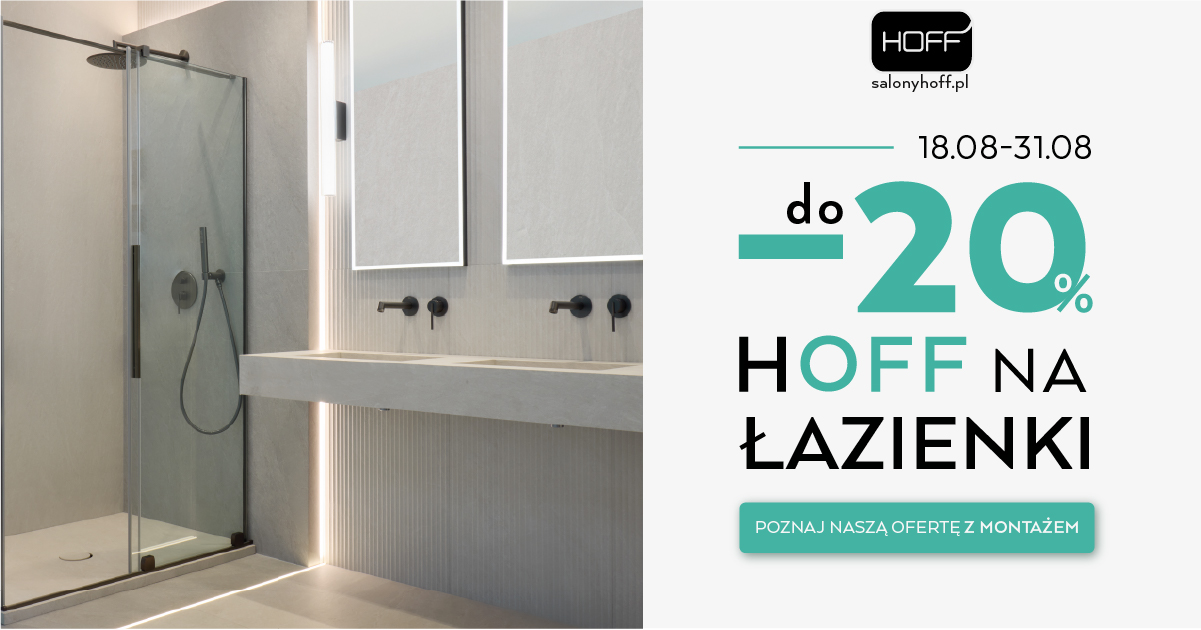 HOFF
salonyhoff.pl
18.08-31.08
do
-20%
HOFF NA
ŁAZIENKI
POZNAJ NASZĄ OFERTĘ Z MONTAŻEM